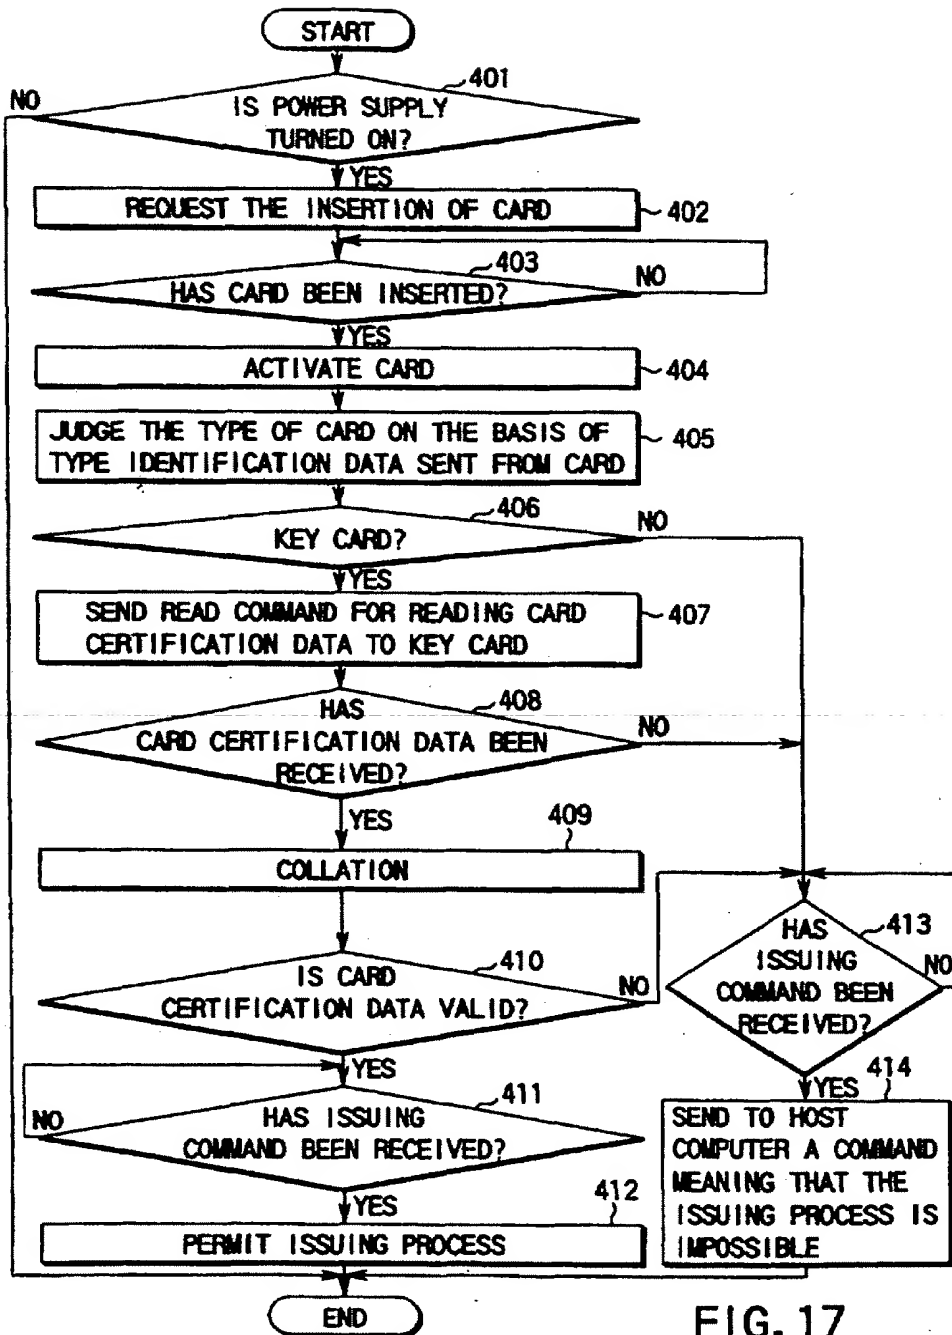 START
401
NO
IS POWER SUPPLY
TURNED ON?
YES
REQUEST THE INSERTION OF CARD
402
403
HAS CARD BEEN INSERTED?
NO
YES
ACTIVATE CARD
404
JUDGE THE TYPE OF CARD ON THE BASIS OF
TYPE IDENTIFICATION DATA SENT FROM CARD
405
406
KEY CARD?
NO
YES
SEND READ COMMAND FOR READING CARD
CERTIFICATION DATA TO KEY CARD
407
408
HAS
CARD CERTIFICATION DATA BEEN
RECEIVED?
NO
YES
409
COLLATION
410
IS CARD
CERTIFICATION DATA VALID?
NO
YES
411
NO
HAS ISSUING
COMMAND BEEN RECEIVED?
YES
412
PERMIT ISSUING PROCESS
413
HAS
ISSUING
COMMAND BEEN
RECEIVED?
NO
YES
414
SEND TO HOST
COMPUTER A COMMAND
MEANING THAT THE
ISSUING PROCESS IS
IMPOSSIBLE
END
FIG. 17